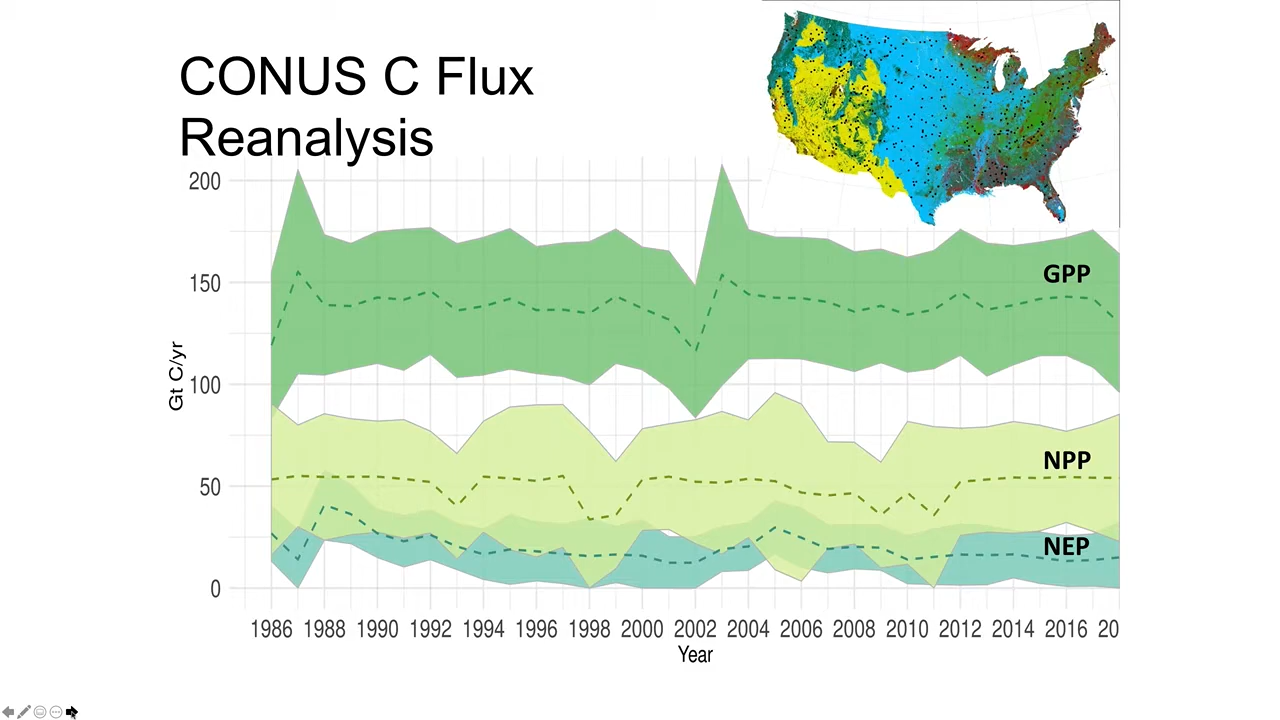 CONUS C Flux
Reanalysis
200
150
100
50
0
Gt C/yr
GPP
NPP
NEP
1986 1988 1990 1992 1994 1996 1998 2000 2002 2004 2006 2008 2010 2012 2014 2016 20
Year